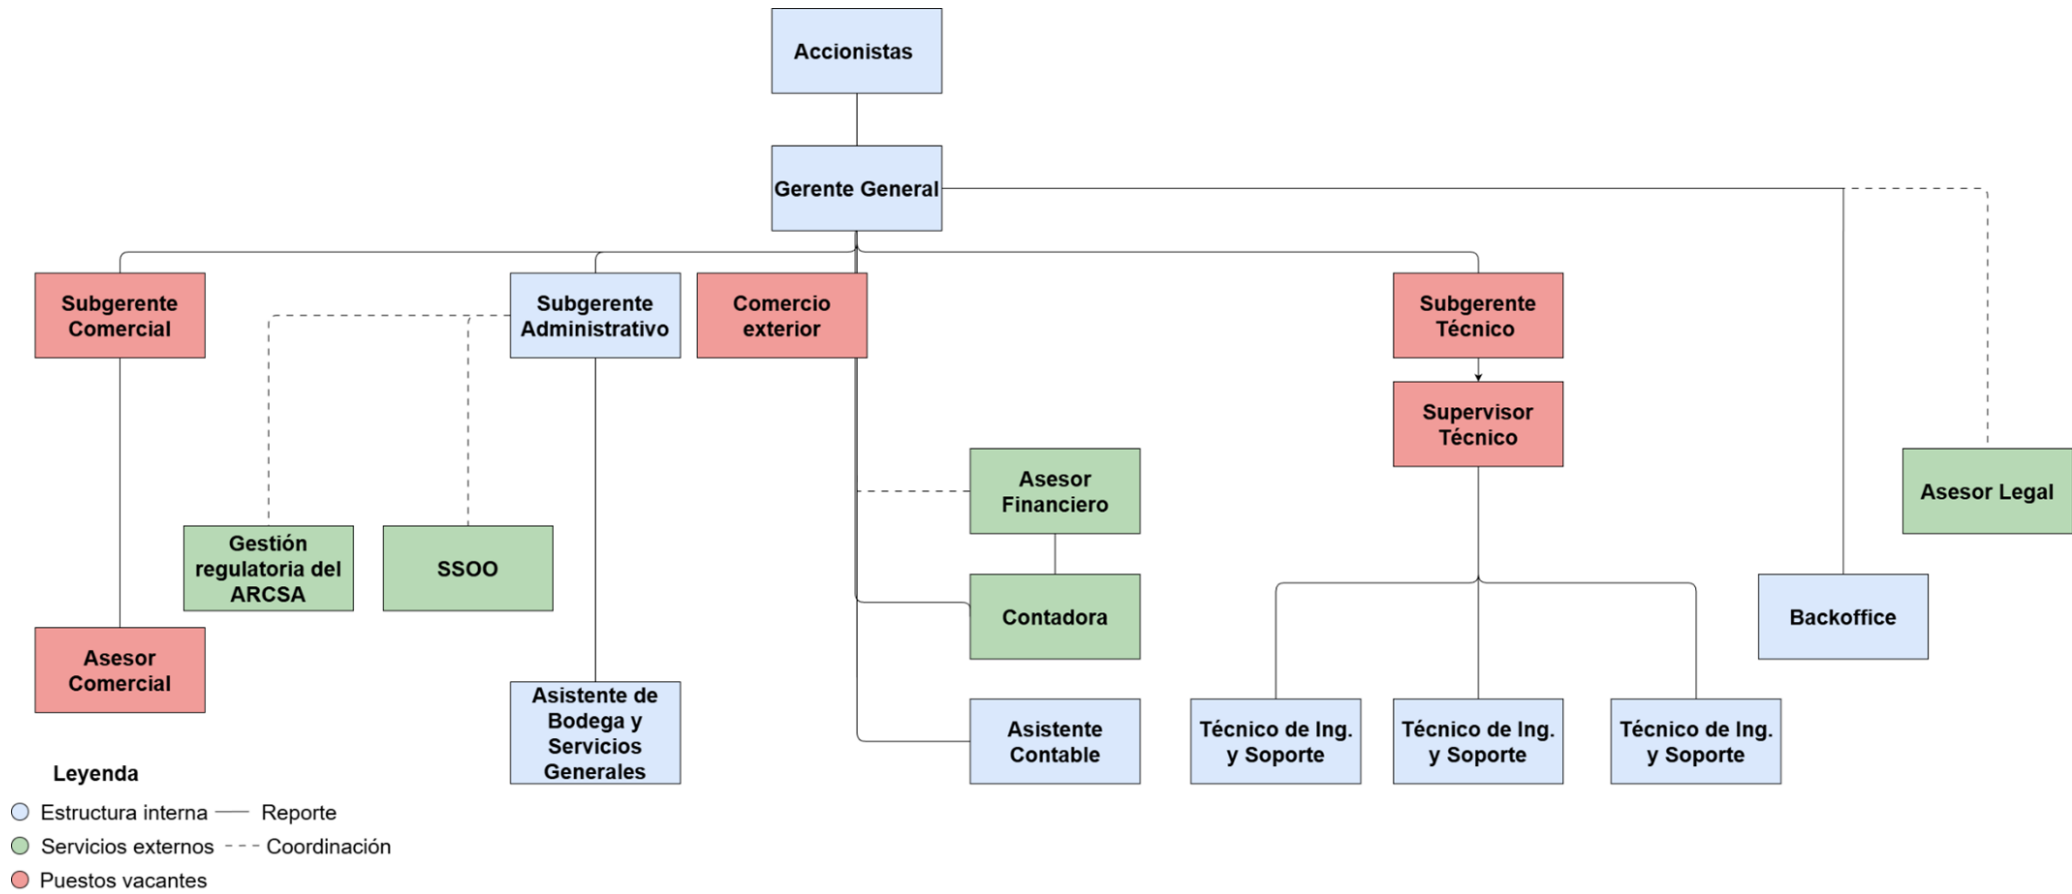 Accionistas
Gerente General
Subgerente
Comercial
Subgerente
Administrativo
Comercio
exterior
Subgerente
Técnico
Supervisor
Técnico
Asesor
Financiero
Asesor Legal
Gestión
regulatoria del
ARCSA
SSOO
Contadora
Backoffice
Asesor
Comercial
Asistente de
Bodega y
Servicios
Generales
Asistente
Contable
Técnico de Ing.
y Soporte
Técnico de Ing.
y Soporte
Técnico de Ing.
y Soporte
Leyenda
Estructura interna
Reporte
Servicios externos
Coordinación
Puestos vacantes